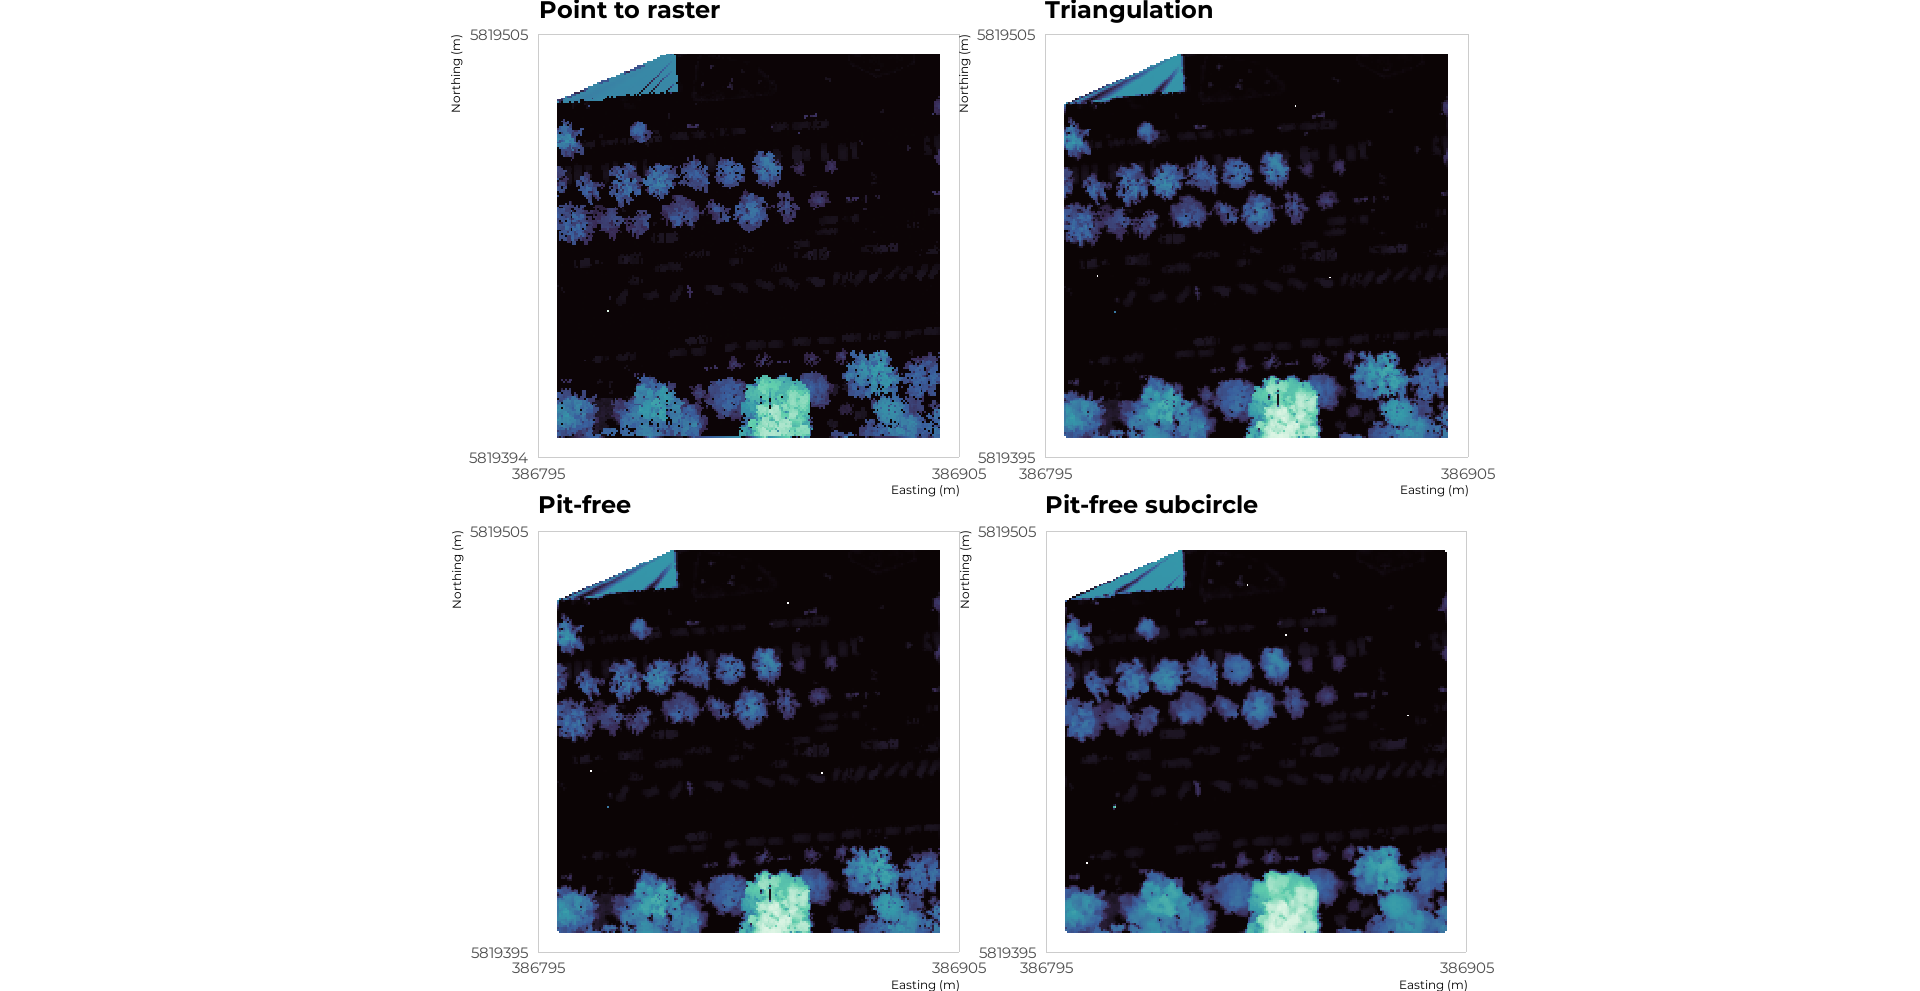 Point to raster
Northing (m)
5819505
5819394
386795
386905
Easting (m)
Triangulation
Northing (m)
5819505
5819395
386795
386905
Easting (m)
Pit-free
Northing (m)
5819505
5819395
386795
386905
Easting (m)
Pit-free subcircle
Northing (m)
5819505
5819395
386795
386905
Easting (m)